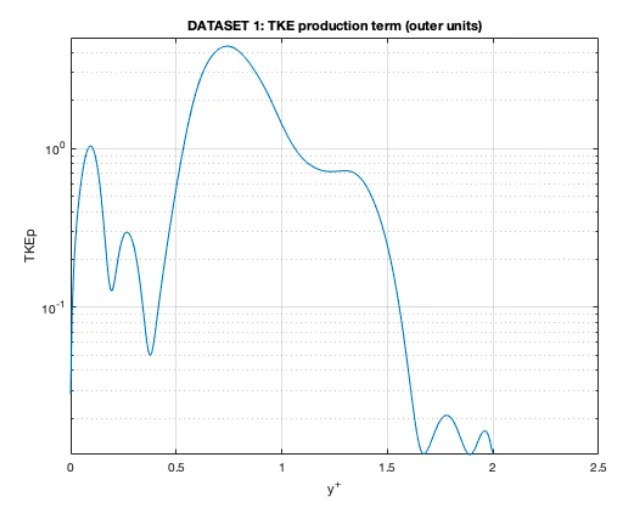 DATASET 1: TKE production term (outer units)
10⁰
10⁻¹
TKEp
0 0.5 1 1.5 2 2.5
y⁺